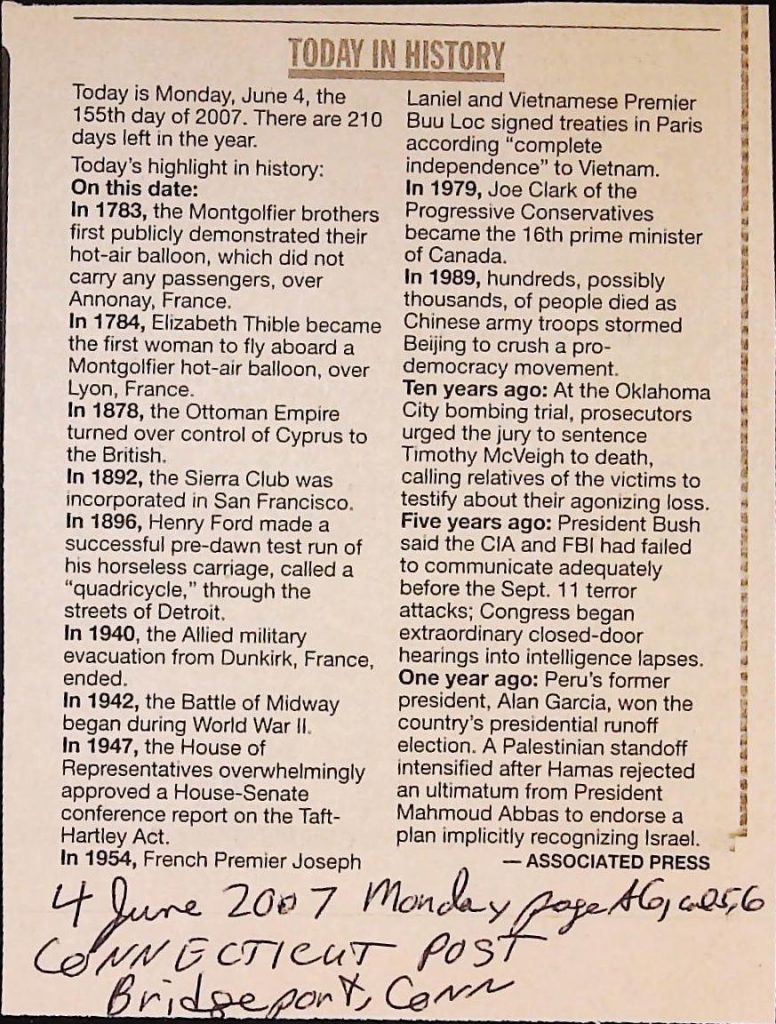 TODAY IN HISTORY
Today is Monday, June 4, the
155th day of 2007. There are 210
days left in the year.
Today's highlight in history:
On this date:
In 1783, the Montgolfier brothers
first publicly demonstrated their
hot-air balloon, which did not
carry any passengers, over
Annonay, France.
In 1784, Elizabeth Thible became
the first woman to fly aboard a
Montgolfier hot-air balloon, over
Lyon, France.
In 1878, the Ottoman Empire
turned over control of Cyprus to
the British.
In 1892, the Sierra Club was
incorporated in San Francisco.
In 1896, Henry Ford made a
successful pre-dawn test run of
his horseless carriage, called a
“quadricycle,” through the
streets of Detroit.
In 1940, the Allied military
evacuation from Dunkirk, France,
ended.
In 1942, the Battle of Midway
began during World War II.
In 1947, the House of
Representatives overwhelmingly
approved a House-Senate
conference report on the Taft-
Hartley Act.
In 1954, French Premier Joseph
Laniel and Vietnamese Premier
Buu Loc signed treaties in Paris
according “complete
independence” to Vietnam.
In 1979, Joe Clark of the
Progressive Conservatives
became the 16th prime minister
of Canada.
In 1989, hundreds, possibly
thousands, of people died as
Chinese army troops stormed
Beijing to crush a pro-
democracy movement.
Ten years ago: At the Oklahoma
City bombing trial, prosecutors
urged the jury to sentence
Timothy McVeigh to death,
calling relatives of the victims to
testify about their agonizing loss.
Five years ago: President Bush
said the CIA and FBI had failed
to communicate adequately
before the Sept. 11 terror
attacks; Congress began
extraordinary closed-door
hearings into intelligence lapses.
One year ago: Peru's former
president, Alan Garcia, won the
country's presidential runoff
election. A Palestinian standoff
intensified after Hamas rejected
an ultimatum from President
Mahmoud Abbas to endorse a
plan implicitly recognizing Israel.
— ASSOCIATED PRESS
4 June 2007 Monday page A6,
CONNECTICUT POST
Bridgeport, Conn